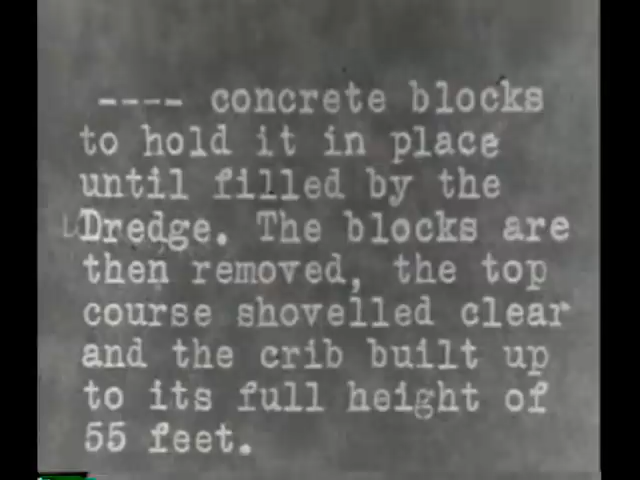 ---- concrete blocks
to hold it in place
until filled by the
Dredge. The blocks are
then removed, the top
course shovelled clear
and the crib built up
to its full height of
55 feet.